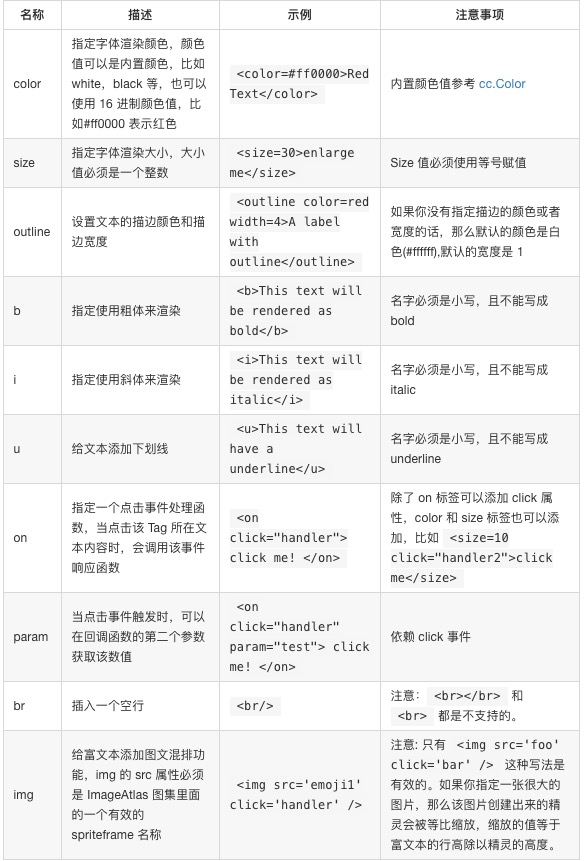 名称 描述 示例 注意事项
color
指定字体渲染颜色，颜色
值可以是内置颜色，比如
white，black 等，也可以
使用 16 进制颜色值，比
如#ff0000 表示红色
<color=#ff0000>Red
Text</color>
内置颜色值参考 cc.Color
size
指定字体渲染大小，大小
值必须是一个整数
<size=30>enlarge
me</size>
Size 值必须使用等号赋值
outline
设置文本的描边颜色和描
边宽度
<outline color=red
width=4>A label
with
outline</outline>
如果你没有指定描边的颜色或者
宽度的话，那么默认的颜色是白
色(#ffffff),默认的宽度是 1
b
指定使用粗体来渲染
<b>This text will
be rendered as
bold</b>
名字必须是小写，且不能写成
bold
i
指定使用斜体来渲染
<i>This text will
be rendered as
italic</i>
名字必须是小写，且不能写成
italic
u
给文本添加下划线
<u>This text will
have a
underline</u>
名字必须是小写，且不能写成
underline
on
指定一个点击事件处理函
数，当点击该 Tag 所在文
本内容时，会调用该事件
响应函数
<on
click="handler">
click me! </on>
除了 on 标签可以添加 click 属
性，color 和 size 标签也可以添
加，比如 <size=10
click="handler2">click
me</size>
param
当点击事件触发时，可以
在回调函数的第二个参数
获取该数值
<on
click="handler"
param="test"> click
me! </on>
依赖 click 事件
br
插入一个空行
<br/>
注意： <br></br> 和
<br> 都是不支持的。
img
给富文本添加图文混排功
能，img 的 src 属性必须
是 ImageAtlas 图集里面
的一个有效的
spriteframe 名称
<img src='emoji1'
click='handler' />
注意: 只有 <img src='foo'
click='bar' /> 这种写法是
有效的。如果你指定一张很大的
图片，那么该图片创建出来的精
灵会被等比缩放，缩放的值等于
富文本的行高除以精灵的高度。